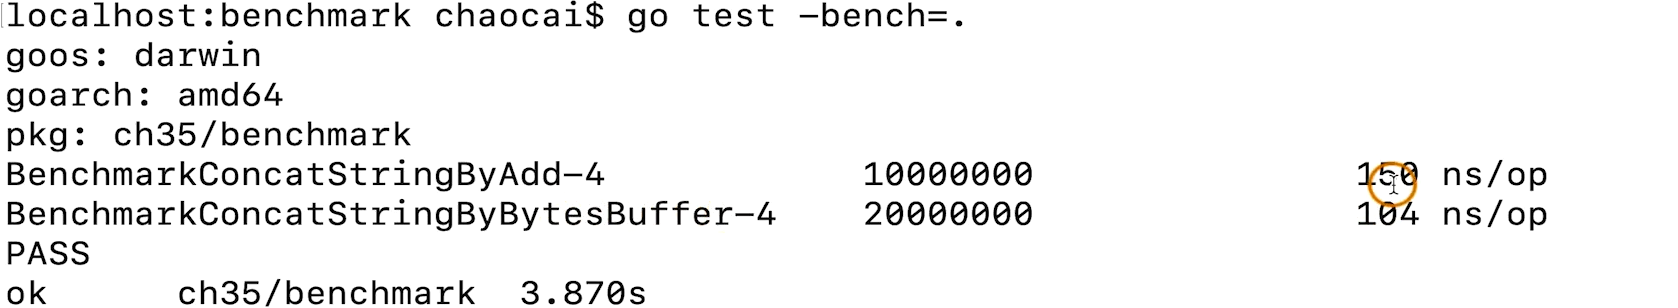 localhost:benchmark chaocai$ go test -bench=.
goos: darwin
goarch: amd64
pkg: ch35/benchmark
BenchmarkConcatStringByAdd-4 10000000 150 ns/op
BenchmarkConcatStringByBytesBuffer-4 20000000 104 ns/op
PASS
ok ch35/benchmark 3.870s